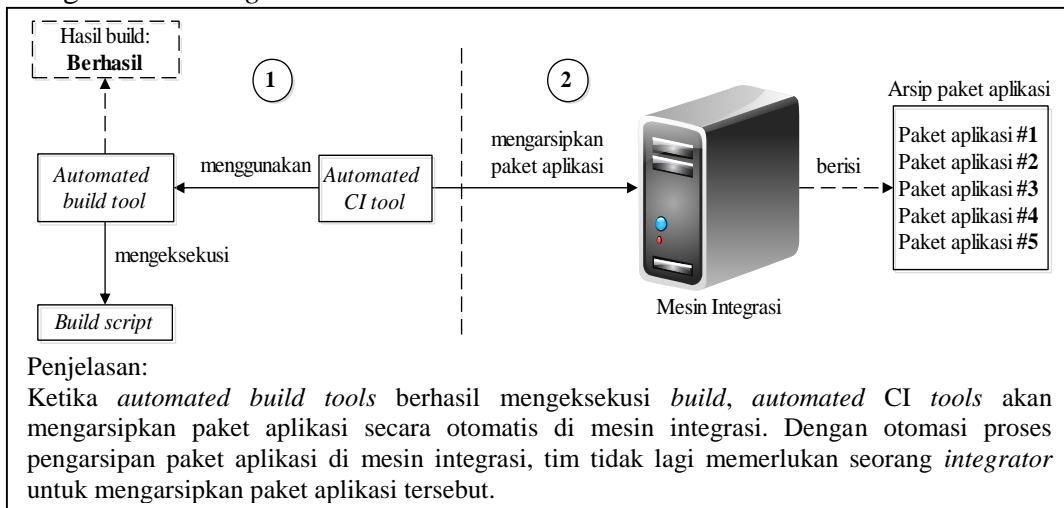 Hasil build:
Berhasil
1
2
Arsip paket aplikasi
Paket aplikasi #1
Paket aplikasi #2
Paket aplikasi #3
Paket aplikasi #4
Paket aplikasi #5
mengarsipkan
paket aplikasi
menggunakan
berisi
Automated
build tool
Automated
CI tool
mengeksekusi
Build script
Mesin Integrasi
Penjelasan:
Ketika automated build tools berhasil mengeksekusi build, automated CI tools akan
mengarsipkan paket aplikasi secara otomatis di mesin integrasi. Dengan otomasi proses
pengarsipan paket aplikasi di mesin integrasi, tim tidak lagi memerlukan seorang integrator
untuk mengarsipkan paket aplikasi tersebut.